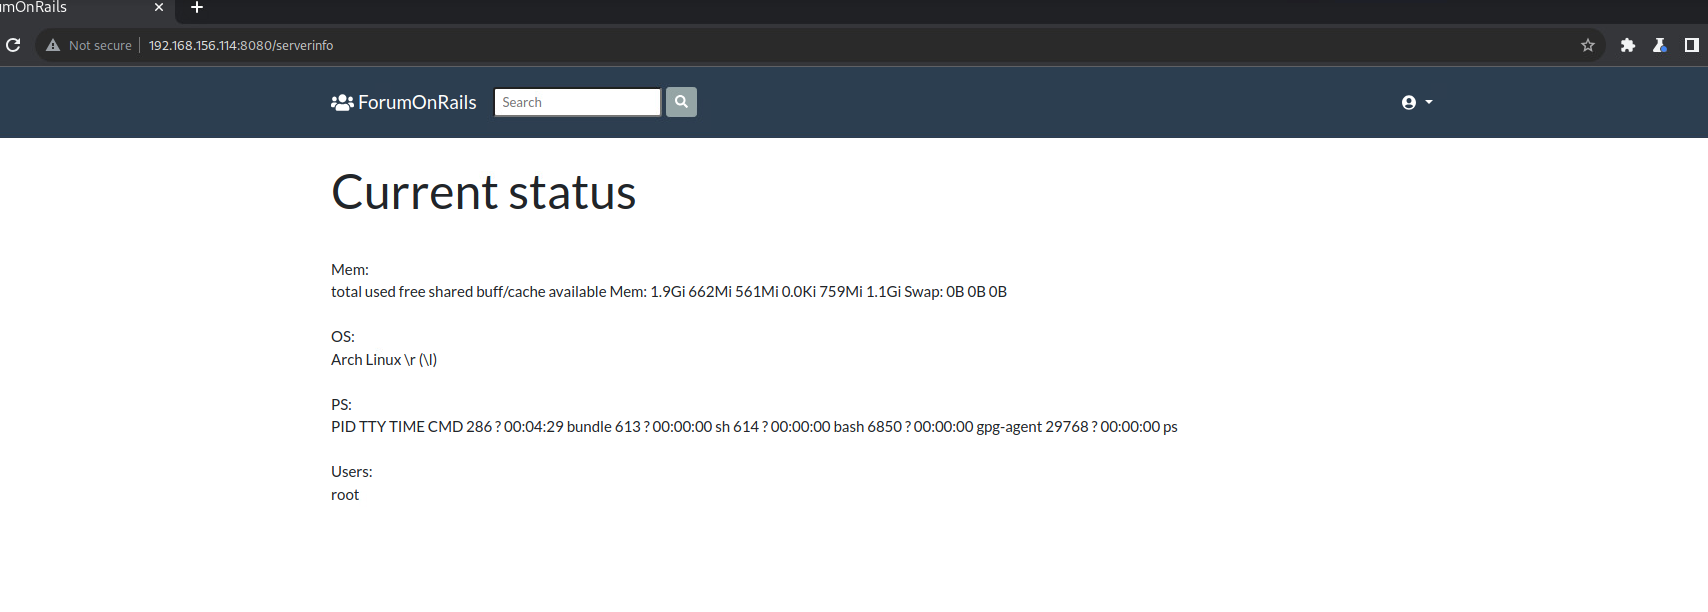 umOnRails
Not secure 192.168.156.114:8080/serverinfo
ForumOnRails Search
Current status
Mem:
total used free shared buff/cache available Mem: 1.9Gi 662Mi 561Mi 0.0Ki 759Mi 1.1Gi Swap: 0B 0B 0B
OS:
Arch Linux \r (\l)
PS:
PID TTY TIME CMD 286 ? 00:04:29 bundle 613 ? 00:00:00 sh 614 ? 00:00:00 bash 6850 ? 00:00:00 gpg-agent 29768 ? 00:00:00 ps
Users:
root